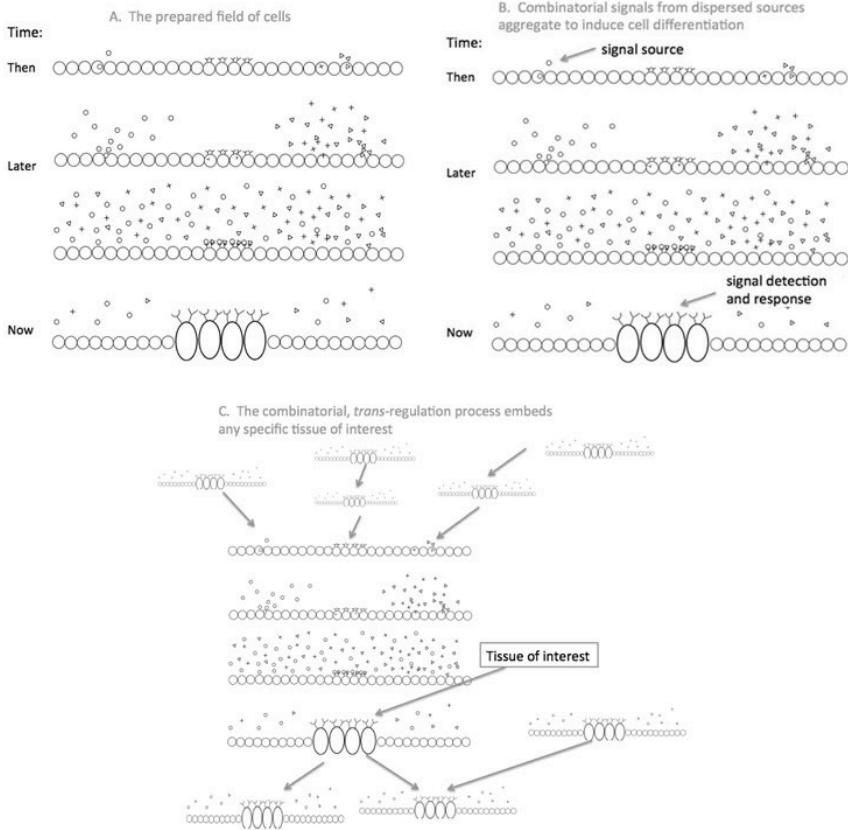 A. The prepared field of cells
Time:
Then
Later
Now
B. Combinatorial signals from dispersed sources
aggregate to induce cell differentiation
Time:
signal source
Then
Later
signal detection
and response
Now
C. The combinatorial, trans-regulation process embeds
any specific tissue of interest
Tissue of interest